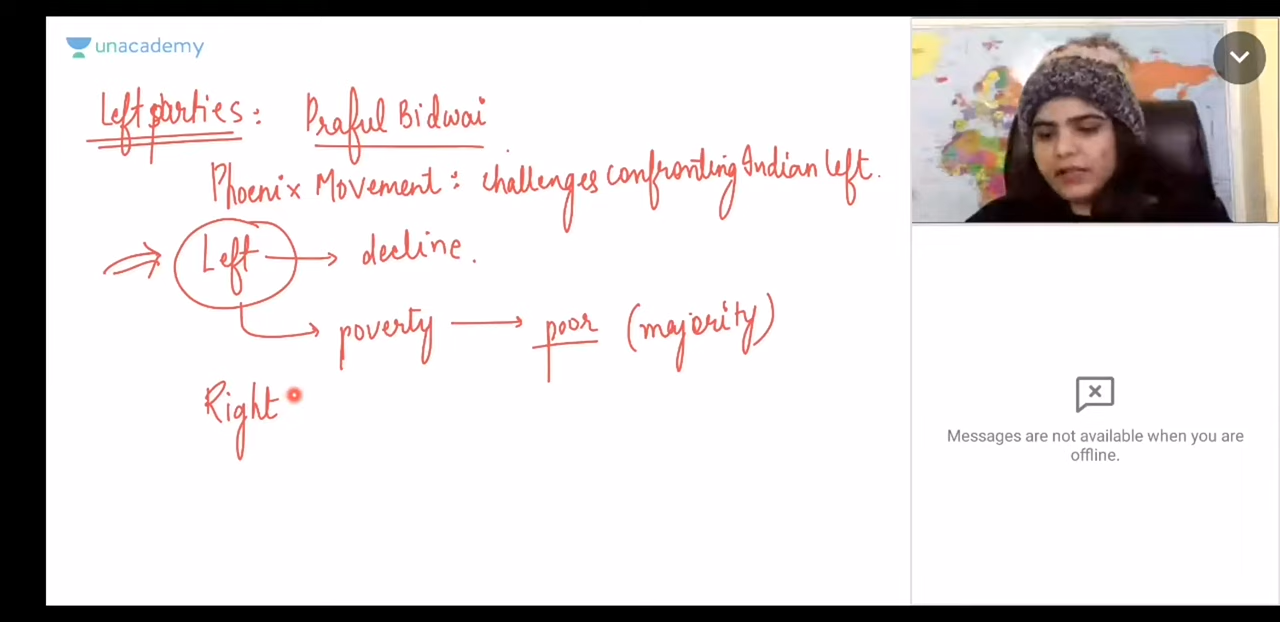 unacademy
Left parties : Praful Bidwai
Phoenix Movement : challenges confronting Indian left.
Left → decline.
poverty → poor (majority)
Right
Messages are not available when you are
offline.